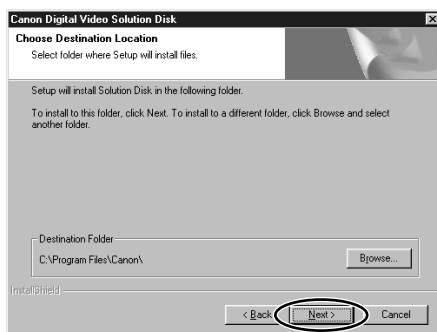 Canon Digital Video Solution Disk
Choose Destination Location
Select folder where Setup will install files.
Setup will install Solution Disk in the following folder.
To install to this folder, click Next. To install to a different folder, click Browse and select
another folder.
Destination Folder
C:\Program Files\Canon\
Browse...
InstallShield
< Back
Next >
Cancel